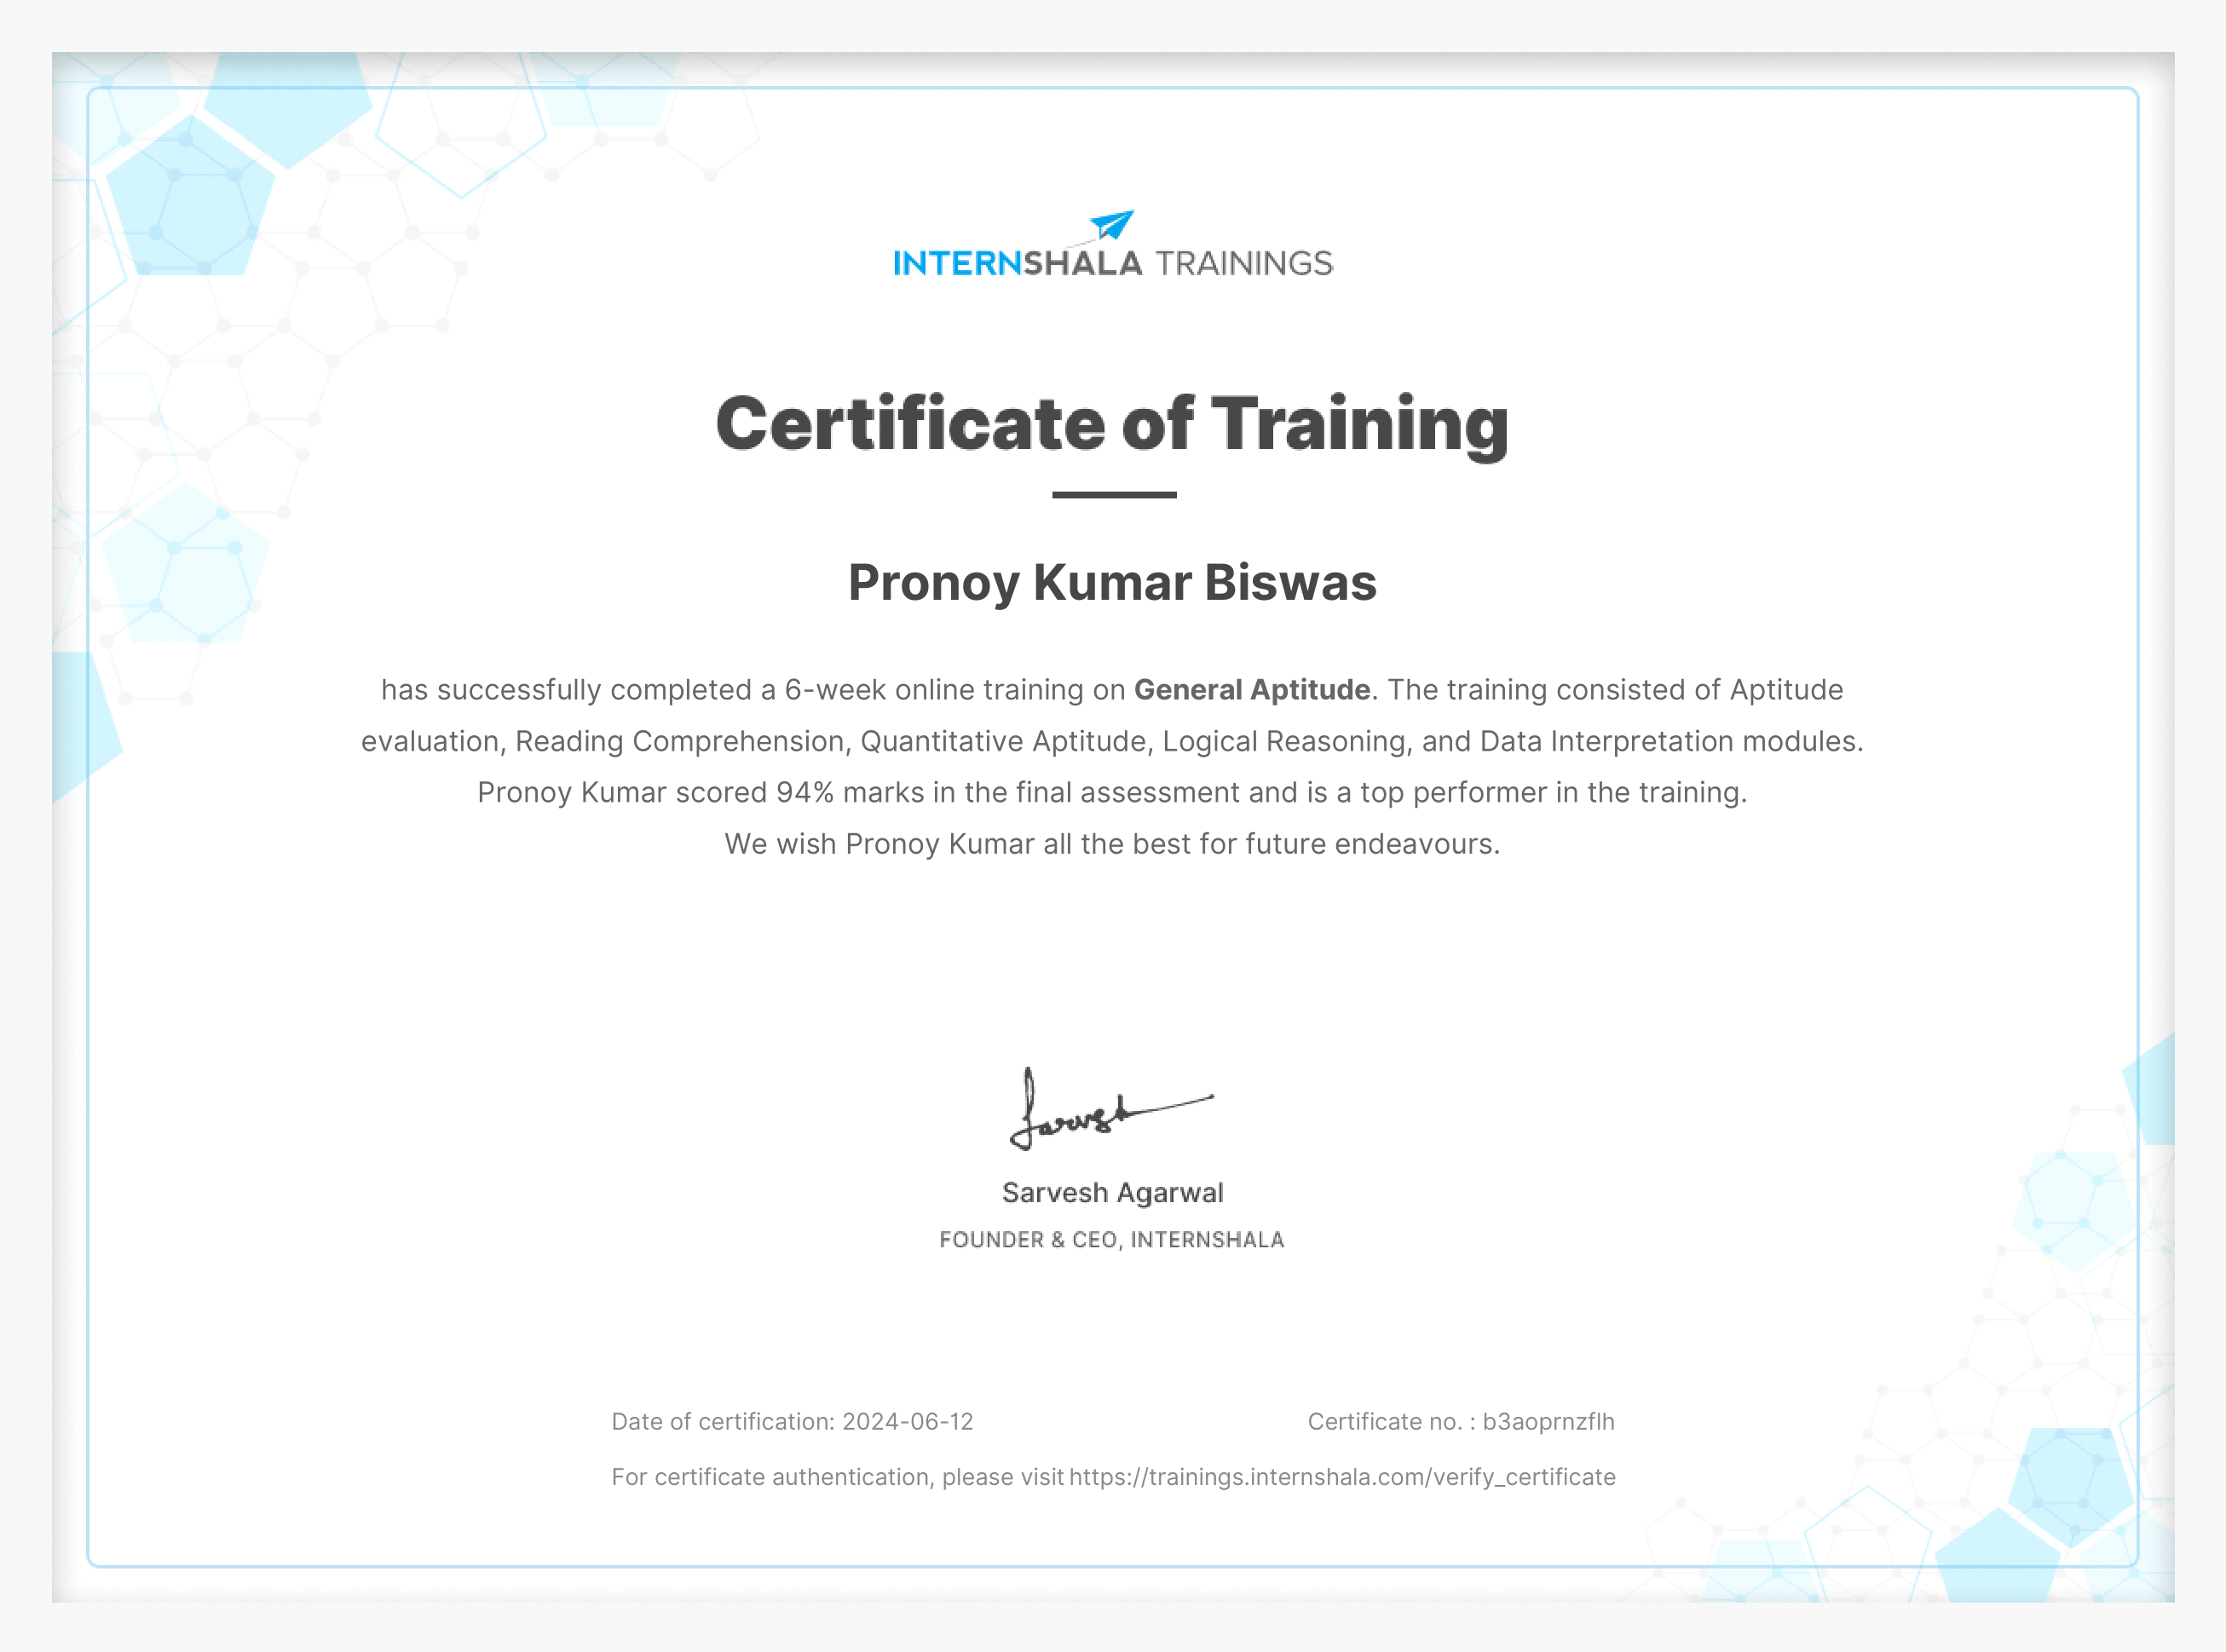 INTERNSHALA TRAININGS
Certificate of Training
Pronoy Kumar Biswas
has successfully completed a 6-week online training on General Aptitude. The training consisted of Aptitude
evaluation, Reading Comprehension, Quantitative Aptitude, Logical Reasoning, and Data Interpretation modules.
Pronoy Kumar scored 94% marks in the final assessment and is a top performer in the training.
We wish Pronoy Kumar all the best for future endeavours.
Sarvesh
Sarvesh Agarwal
FOUNDER & CEO, INTERNSHALA
Date of certification: 2024-06-12 Certificate no. : b3aoprnzflh
For certificate authentication, please visit https://trainings.internshala.com/verify_certificate